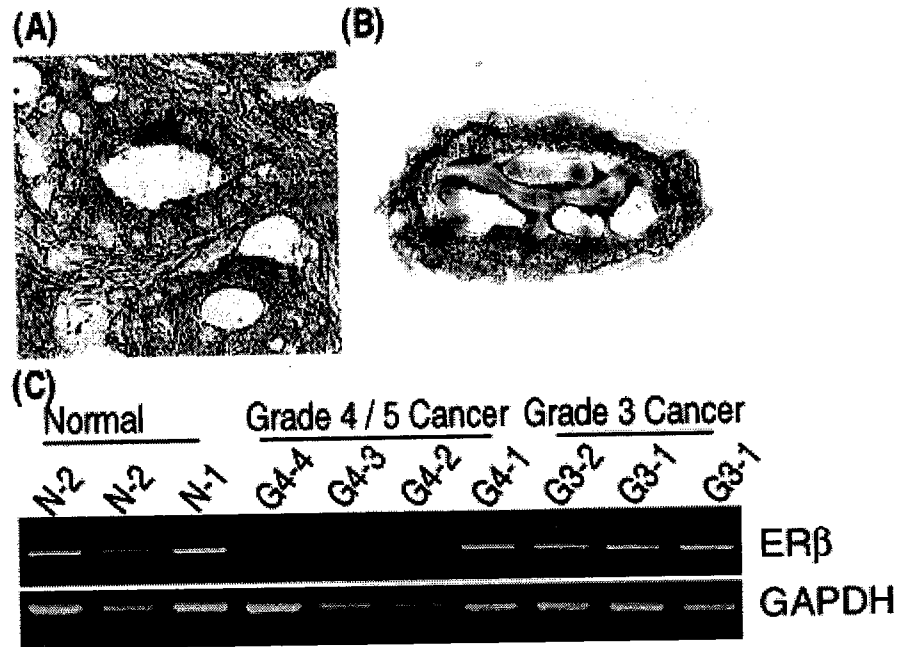 (A)
(B)
(C)
Normal
Grade 4 / 5 Cancer
Grade 3 Cancer
N-2
N-2
N-1
G4-4
G4-3
G4-2
G4-1
G3-2
G3-1
G3-1
ERβ
GAPDH